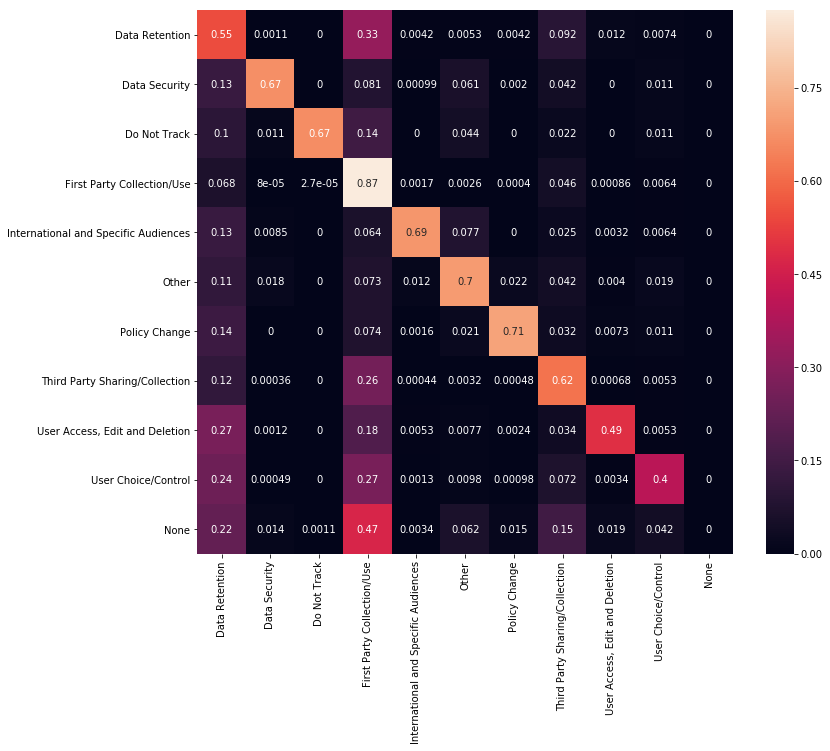 Data Retention 0.55 0.0011 0 0.33 0.0042 0.0053 0.0042 0.092 0.012 0.0074 0
Data Security 0.13 0.67 0 0.081 0.00099 0.061 0.002 0.042 0 0.011 0
Do Not Track 0.1 0.011 0.67 0.14 0 0.044 0 0.022 0 0.011 0
First Party Collection/Use 0.068 8e-05 2.7e-05 0.87 0.0017 0.0026 0.0004 0.046 0.00086 0.0064 0
International and Specific Audiences 0.13 0.0085 0 0.064 0.69 0.077 0 0.025 0.0032 0.0064 0
Other 0.11 0.018 0 0.073 0.012 0.7 0.022 0.042 0.004 0.019 0
Policy Change 0.14 0 0 0.074 0.0016 0.021 0.71 0.032 0.0073 0.011 0
Third Party Sharing/Collection 0.12 0.00036 0 0.26 0.00044 0.0032 0.00048 0.62 0.00068 0.0053 0
User Access, Edit and Deletion 0.27 0.0012 0 0.18 0.0053 0.0077 0.0024 0.034 0.49 0.0053 0
User Choice/Control 0.24 0.00049 0 0.27 0.0013 0.0098 0.00098 0.072 0.0034 0.4 0
None 0.22 0.014 0.0011 0.47 0.0034 0.062 0.015 0.15 0.019 0.042 0
Data Retention
Data Security
Do Not Track
First Party Collection/Use
International and Specific Audiences
Other
Policy Change
Third Party Sharing/Collection
User Access, Edit and Deletion
User Choice/Control
None
0.75
0.60
0.45
0.30
0.15
0.00